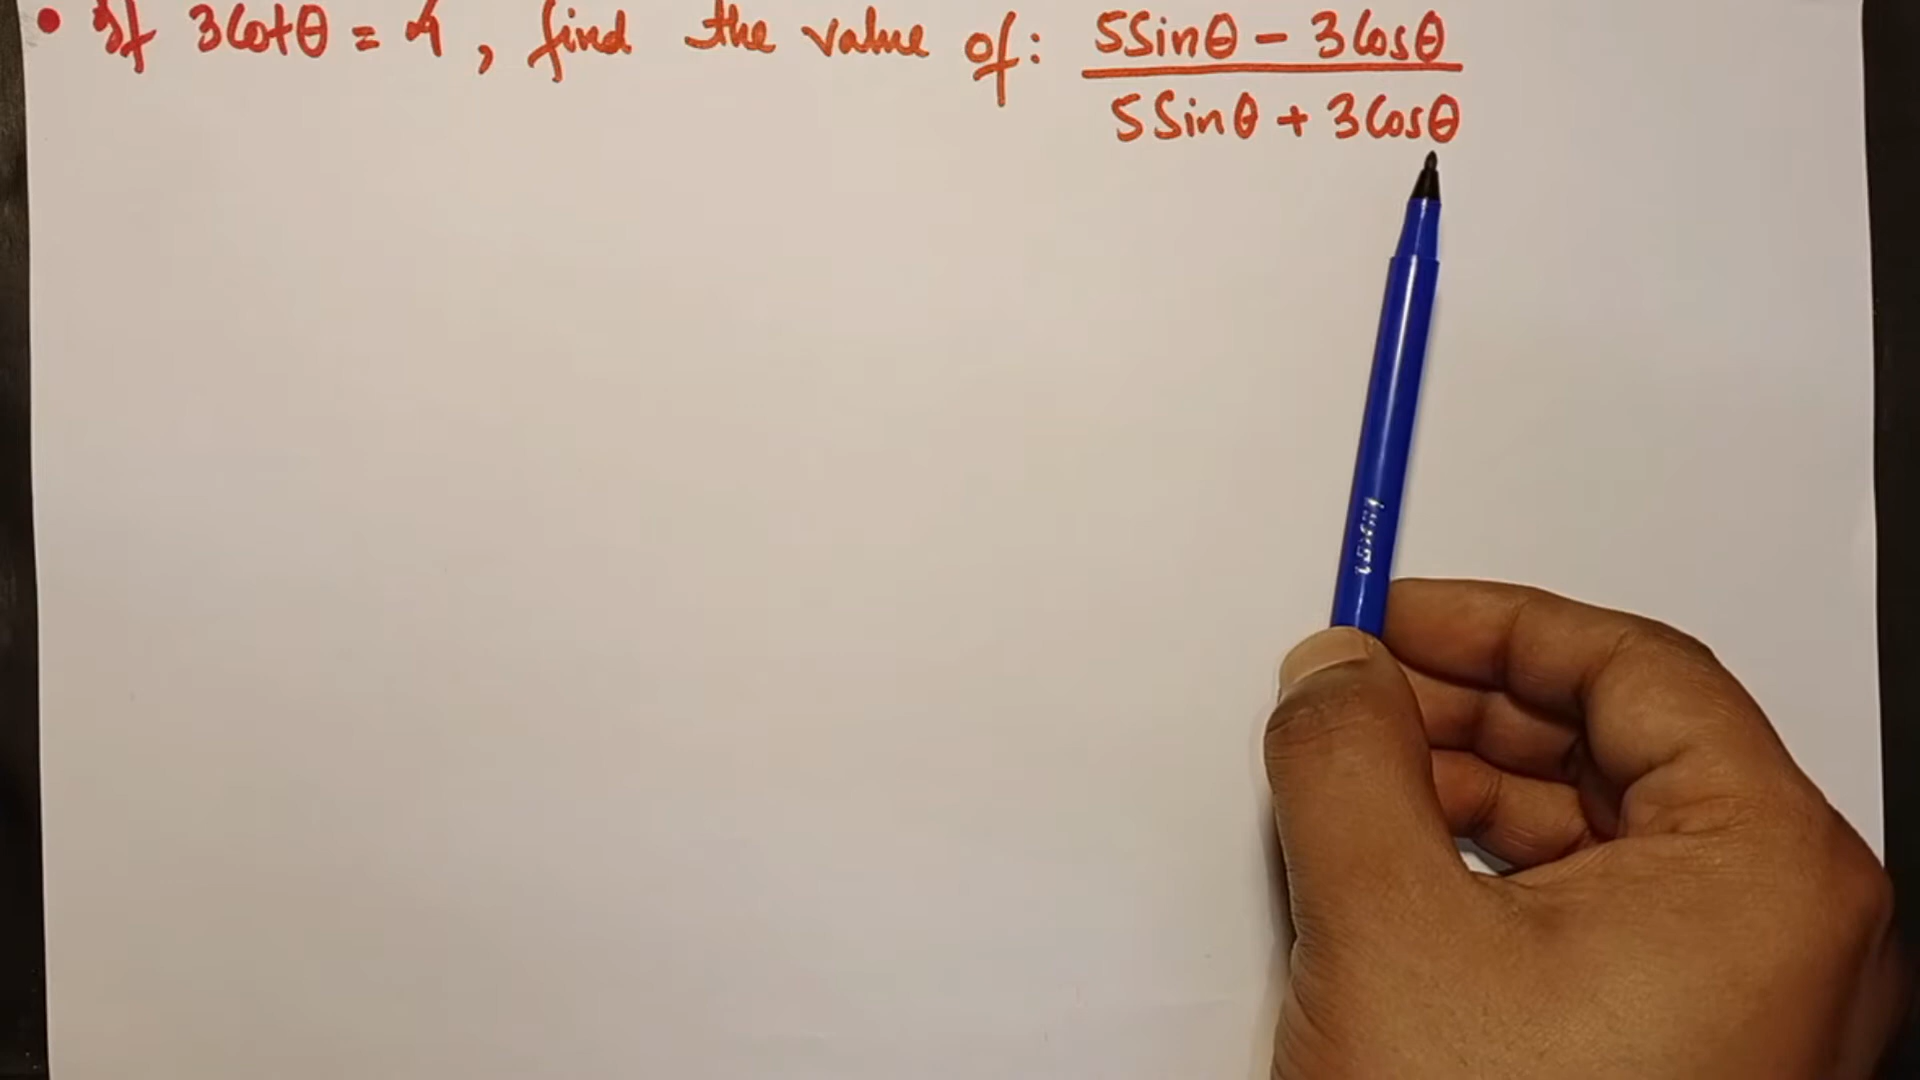 • If 3Cotθ = 4, find the value of: 5Sinθ - 3Cosθ
5Sinθ + 3Cosθ